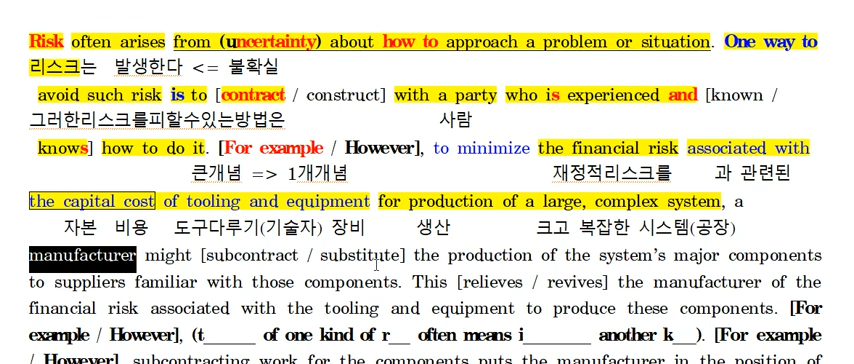 Risk often arises from (uncertainty) about how to approach a problem or situation. One way to
리스크는 발생한다 <= 불확실
avoid such risk is to [contract / construct] with a party who is experienced and [known /
그러한리스크를피할수있는방법은 사람
knows] how to do it. [For example / However], to minimize the financial risk associated with
큰개념 => 1개개념 재정적리스크를 과 관련된
the capital cost of tooling and equipment for production of a large, complex system, a
자본 비용 도구다루기(기술자) 장비 생산 크고 복잡한 시스템(공장)
manufacturer might [subcontract / substitute] the production of the system's major components
to suppliers familiar with those components. This [relieves / revives] the manufacturer of the
financial risk associated with the tooling and equipment to produce these components. [For
example / However], (t_____ of one kind of r__ often means i_______ another k__). [For example
/ However], subcontracting work for the components puts the manufacturer in the position of